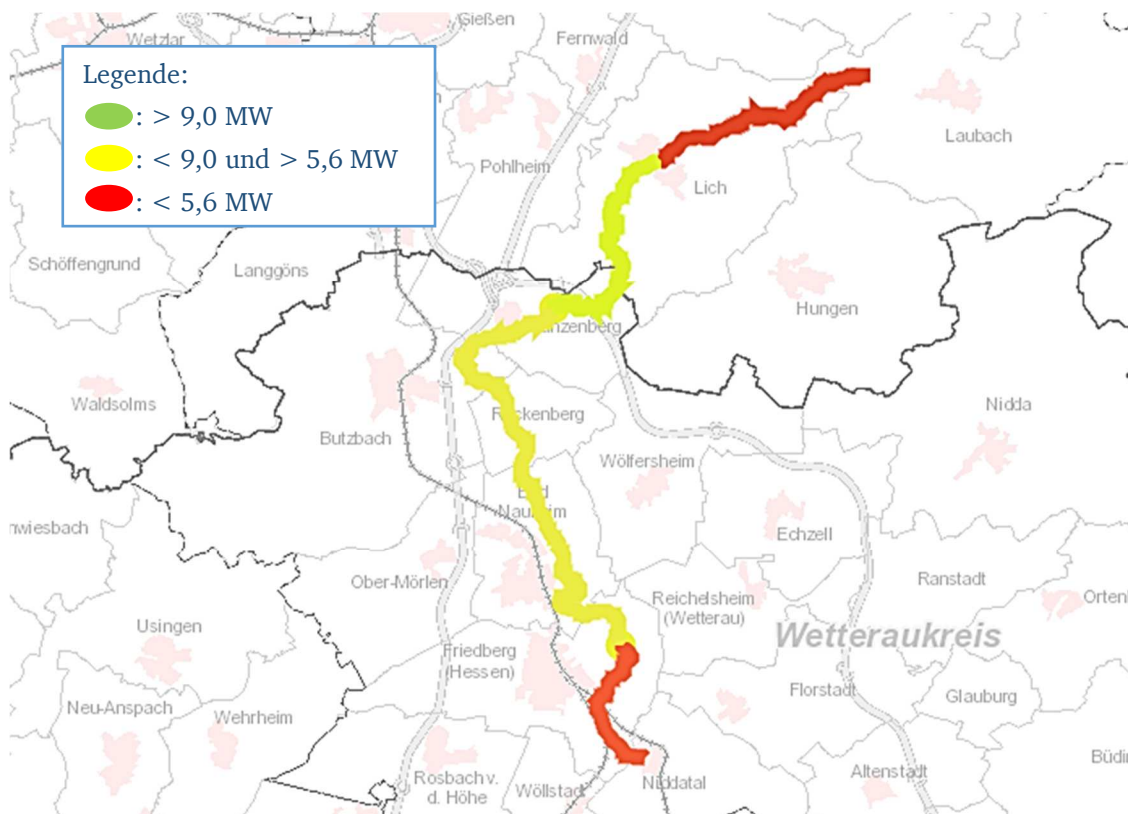 Gießen
Wetzlar
Fernwald
Legende:
: > 9,0 MW
: < 9,0 und > 5,6 MW
: < 5,6 MW
Laubach
Pohlheim
Lich
Schöffengrund
Langgöns
Hungen
Waldsolms
Butzbach
Nidda
Wölfersheim
Bad
Nauheim
Echzell
Ober-Mörlen
Ranstadt
Reichelsheim
(Wetterau)
Usingen
Wetteraukreis
Friedberg
(Hessen)
Florstadt
Glauburg
Neu-Anspach
Wehrheim
Rosbach v.
d. Höhe
Wöllstadt
Niddatal
Altenstadt